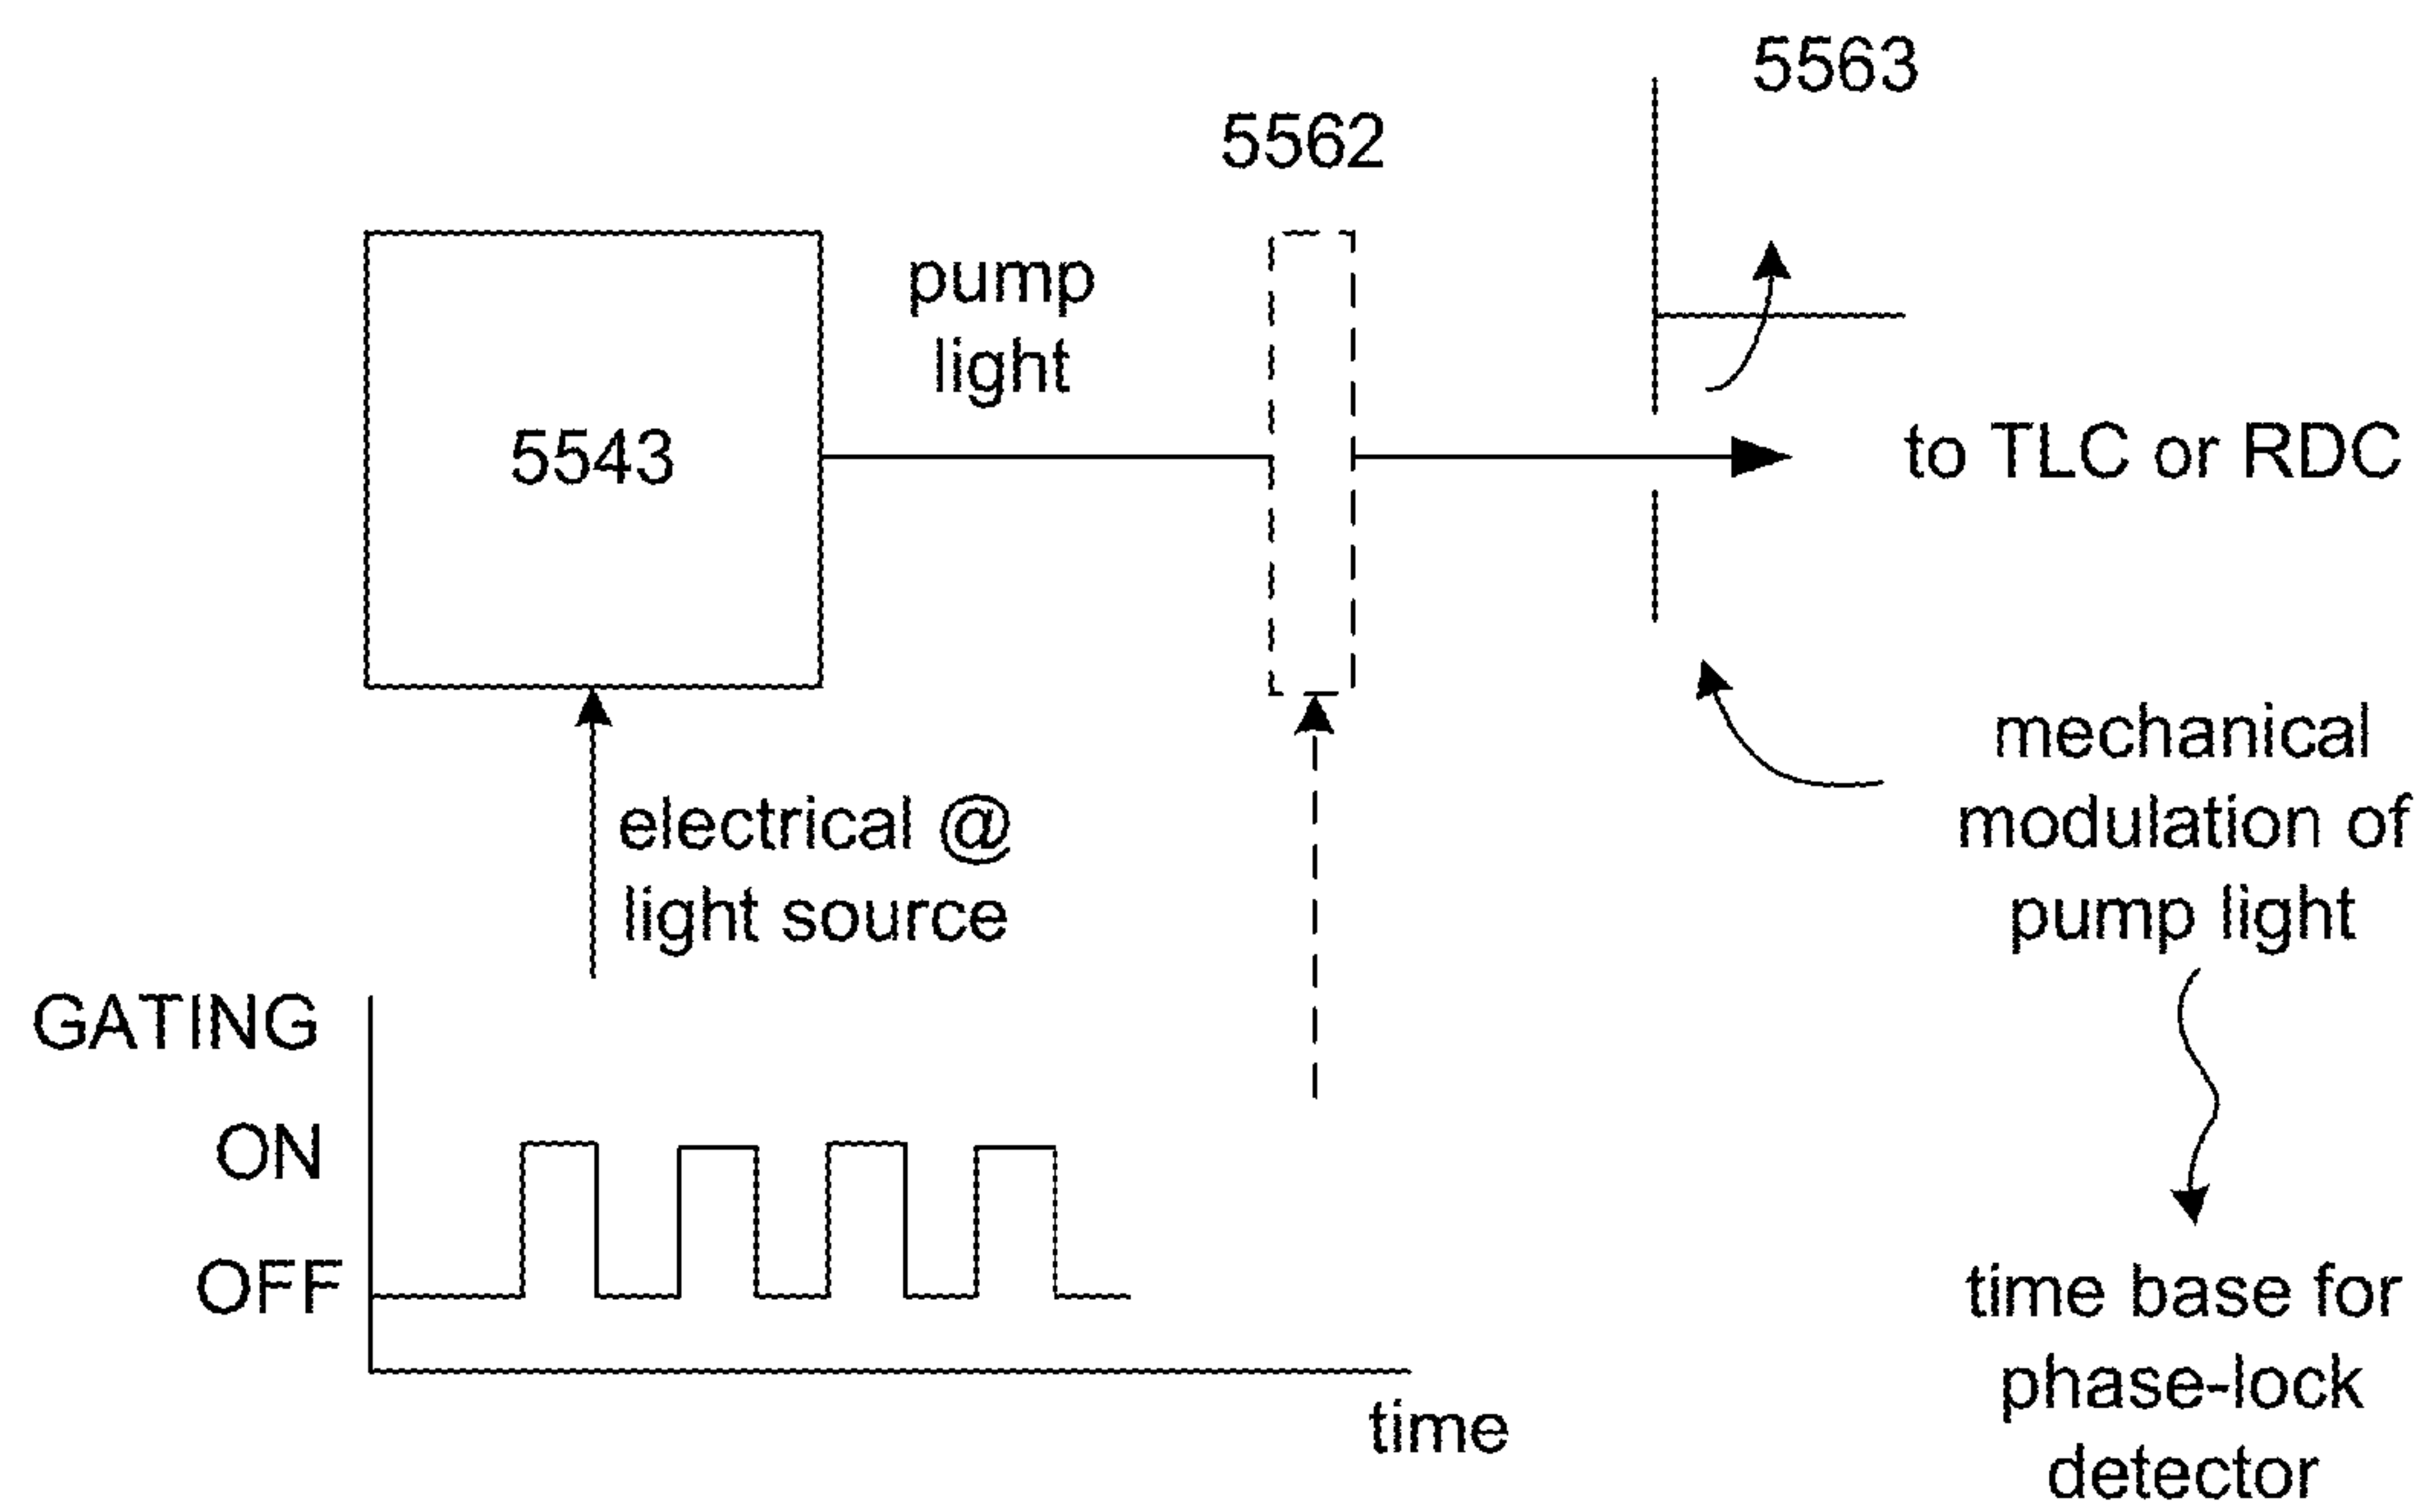 5563
5562
pump
light
5543
to TLC or RDC
mechanical
modulation of
pump light
electrical @
light source
GATING
ON
OFF
time
time base for
phase-lock
detector